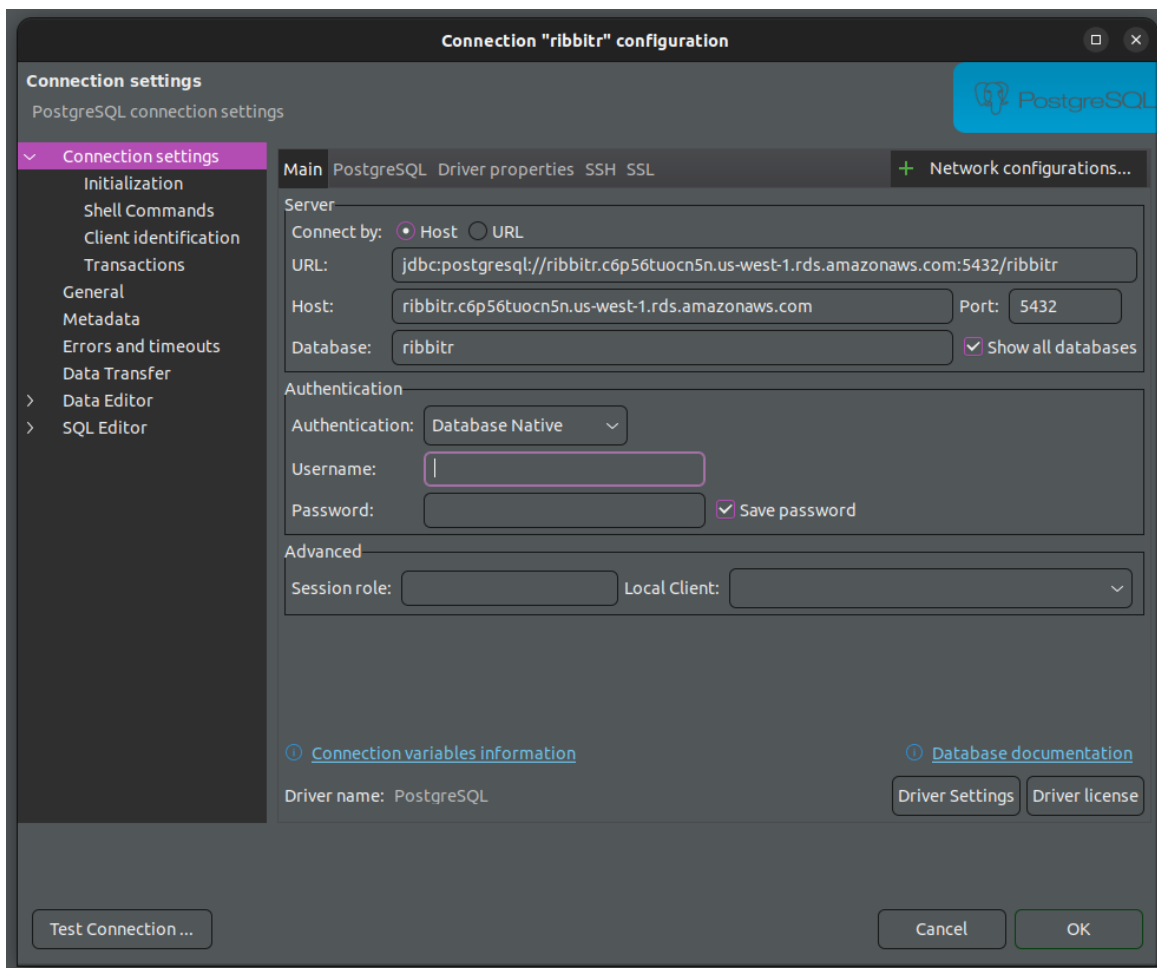 Connection "ribbitr" configuration
Connection settings
PostgreSQL connection settings
PostgreSQL
Connection settings
Initialization
Shell Commands
Client identification
Transactions
General
Metadata
Errors and timeouts
Data Transfer
Data Editor
SQL Editor
Main PostgreSQL Driver properties SSH SSL + Network configurations...
Server
Connect by: Host URL
URL: jdbc:postgresql://ribbitr.c6p56tuocn5n.us-west-1.rds.amazonaws.com:5432/ribbitr
Host: ribbitr.c6p56tuocn5n.us-west-1.rds.amazonaws.com Port: 5432
Database: ribbitr Show all databases
Authentication
Authentication: Database Native
Username:
Password: Save password
Advanced
Session role: Local Client:
Connection variables information Database documentation
Driver name: PostgreSQL Driver Settings Driver license
Test Connection ... Cancel OK